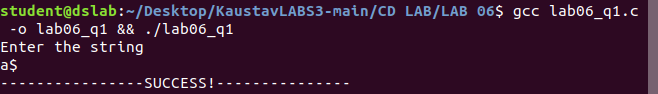 student@dslab:~/Desktop/KaustavLABS3-main/CD LAB/LAB 06$ gcc lab06_q1.c
 -o lab06_q1 && ./lab06_q1
Enter the string
a$
----------------SUCCESS!---------------